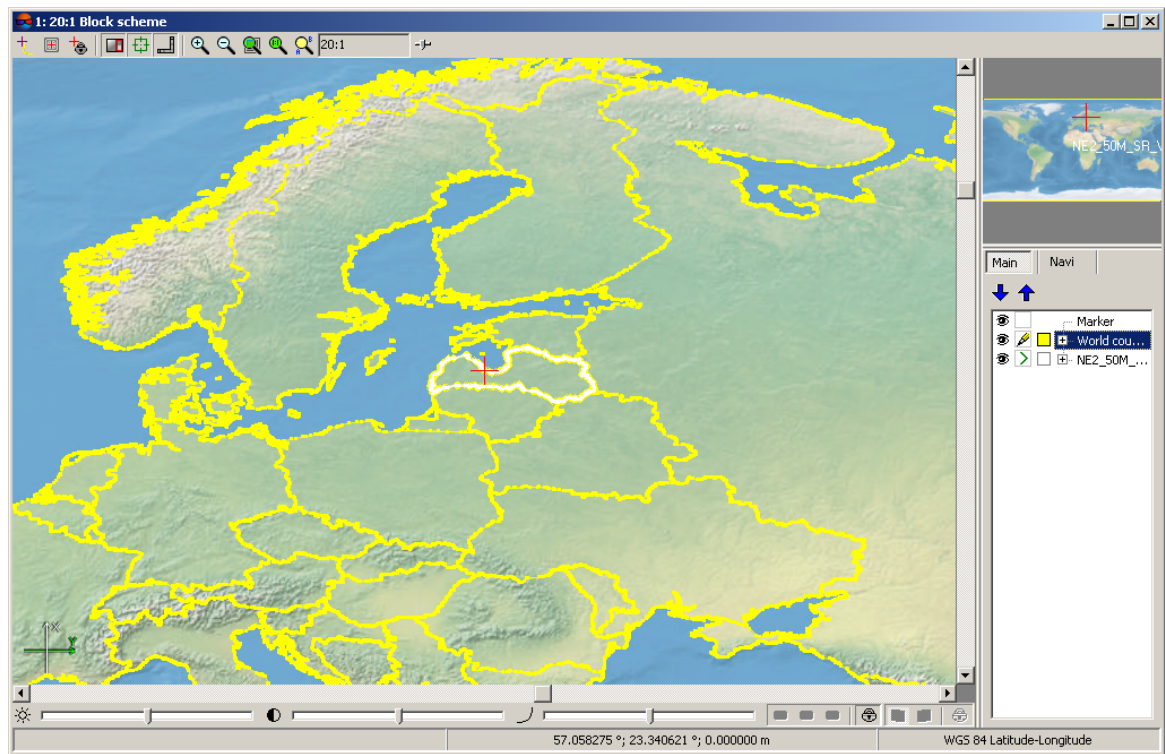 1: 20:1 Block scheme
20:1
NE2_50M_SR_V
Main Navi
Marker
World cou...
NE2_50M_...
X
Y
57.058275 °; 23.340621 °; 0.000000 m
WGS 84 Latitude-Longitude